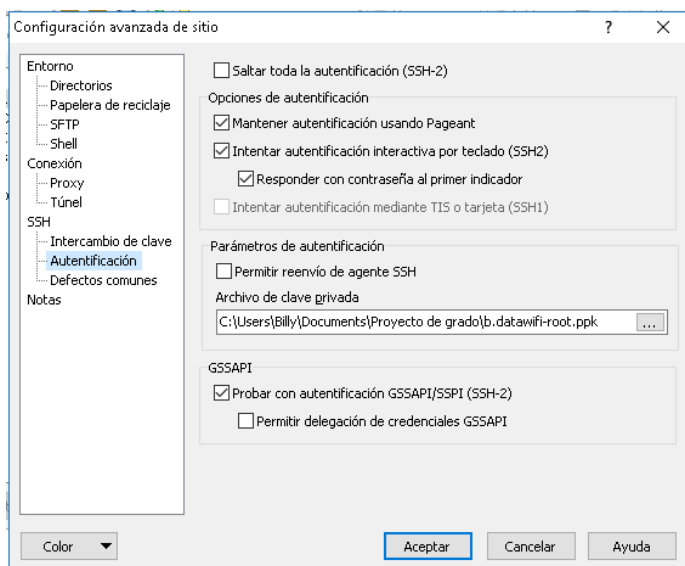 Configuración avanzada de sitio
Entorno
Directorios
Papelera de reciclaje
SFTP
Shell
Conexión
Proxy
Túnel
SSH
Intercambio de clave
Autentificación
Defectos comunes
Notas
Saltar toda la autentificación (SSH-2)
Opciones de autentificación
Mantener autentificación usando Pageant
Intentar autentificación interactiva por teclado (SSH2)
Responder con contraseña al primer indicador
Intentar autentificación mediante TIS o tarjeta (SSH1)
Parámetros de autentificación
Permitir reenvío de agente SSH
Archivo de clave privada
C:\Users\Billy\Documents\Proyecto de grado\b.datawifi-root.ppk
...
GSSAPI
Probar con autentificación GSSAPI/SSPI (SSH-2)
Permitir delegación de credenciales GSSAPI
Color
Aceptar
Cancelar
Ayuda